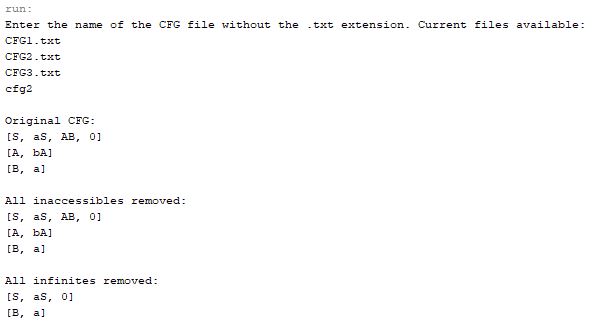 run:
Enter the name of the CFG file without the .txt extension. Current files available:
CFG1.txt
CFG2.txt
CFG3.txt
cfg2
Original CFG:
[S, aS, AB, 0]
[A, bA]
[B, a]
All inaccessibles removed:
[S, aS, AB, 0]
[A, bA]
[B, a]
All infinites removed:
[S, aS, 0]
[B, a]